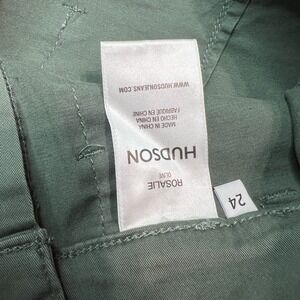 ROSALIE
OLIVE
HUDSON
MADE IN CHINA
HECHO EN CHINA
FABRIQUE EN CHINE
WWW.HUDSONJEANS.COM
24